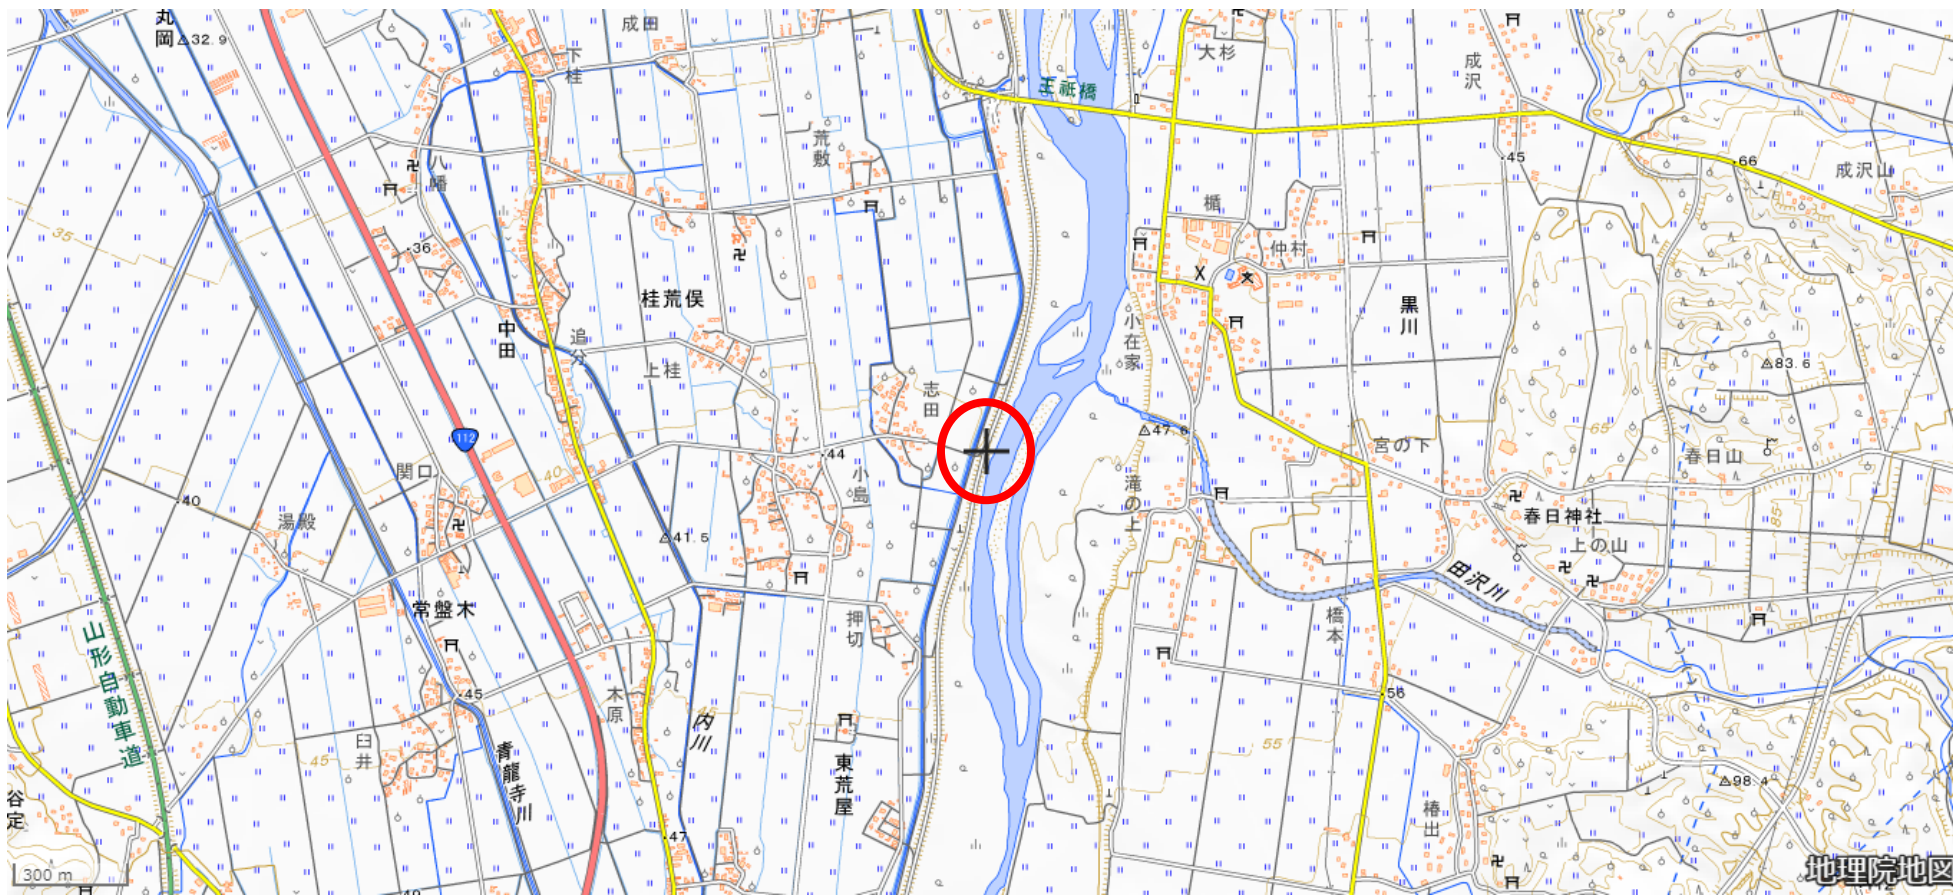 丸岡
32.9
成田
下桂
王祇橋
大杉
成沢
荒敷
八幡
45
66
成沢山
35
36
楯
仲村
桂荒俣
中田
追分
上桂
小在家
黒川
83.6
志田
112
47.6
宮の下
65
春日山
関口
40
44
小島
滝の上
40
湯殿
春日神社
85
41.5
上の山
田沢川
常盤木
押切
橋本
山形自動車道
45
木原
56
内川
45
臼井
45
55
青龍寺川
東荒屋
98.4
谷定
椿出
47
300 m
49
地理院地図